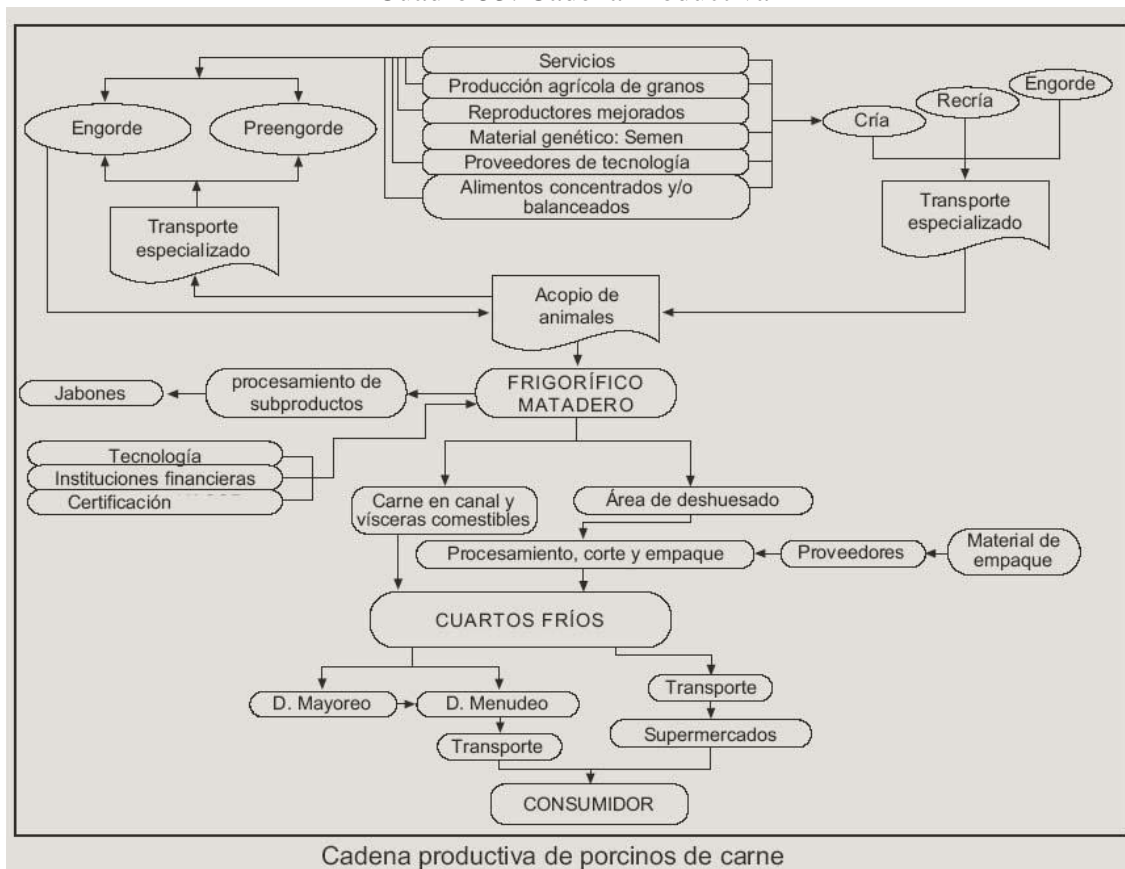 Servicios
Producción agrícola de granos
Reproductores mejorados
Material genético: Semen
Proveedores de tecnología
Alimentos concentrados y/o
balanceados
Engorde
Preengorde
Cría
Recría
Engorde
Transporte
especializado
Transporte
especializado
Acopio de
animales
FRIGORÍFICO
MATADERO
procesamiento de
subproductos
Jabones
Tecnología
Instituciones financieras
Certificación
Carne en canal y
vísceras comestibles
Área de deshuesado
Procesamiento, corte y empaque
Proveedores
Material de
empaque
CUARTOS FRÍOS
D. Mayoreo
D. Menudeo
Transporte
Transporte
Supermercados
CONSUMIDOR
Cadena productiva de porcinos de carne